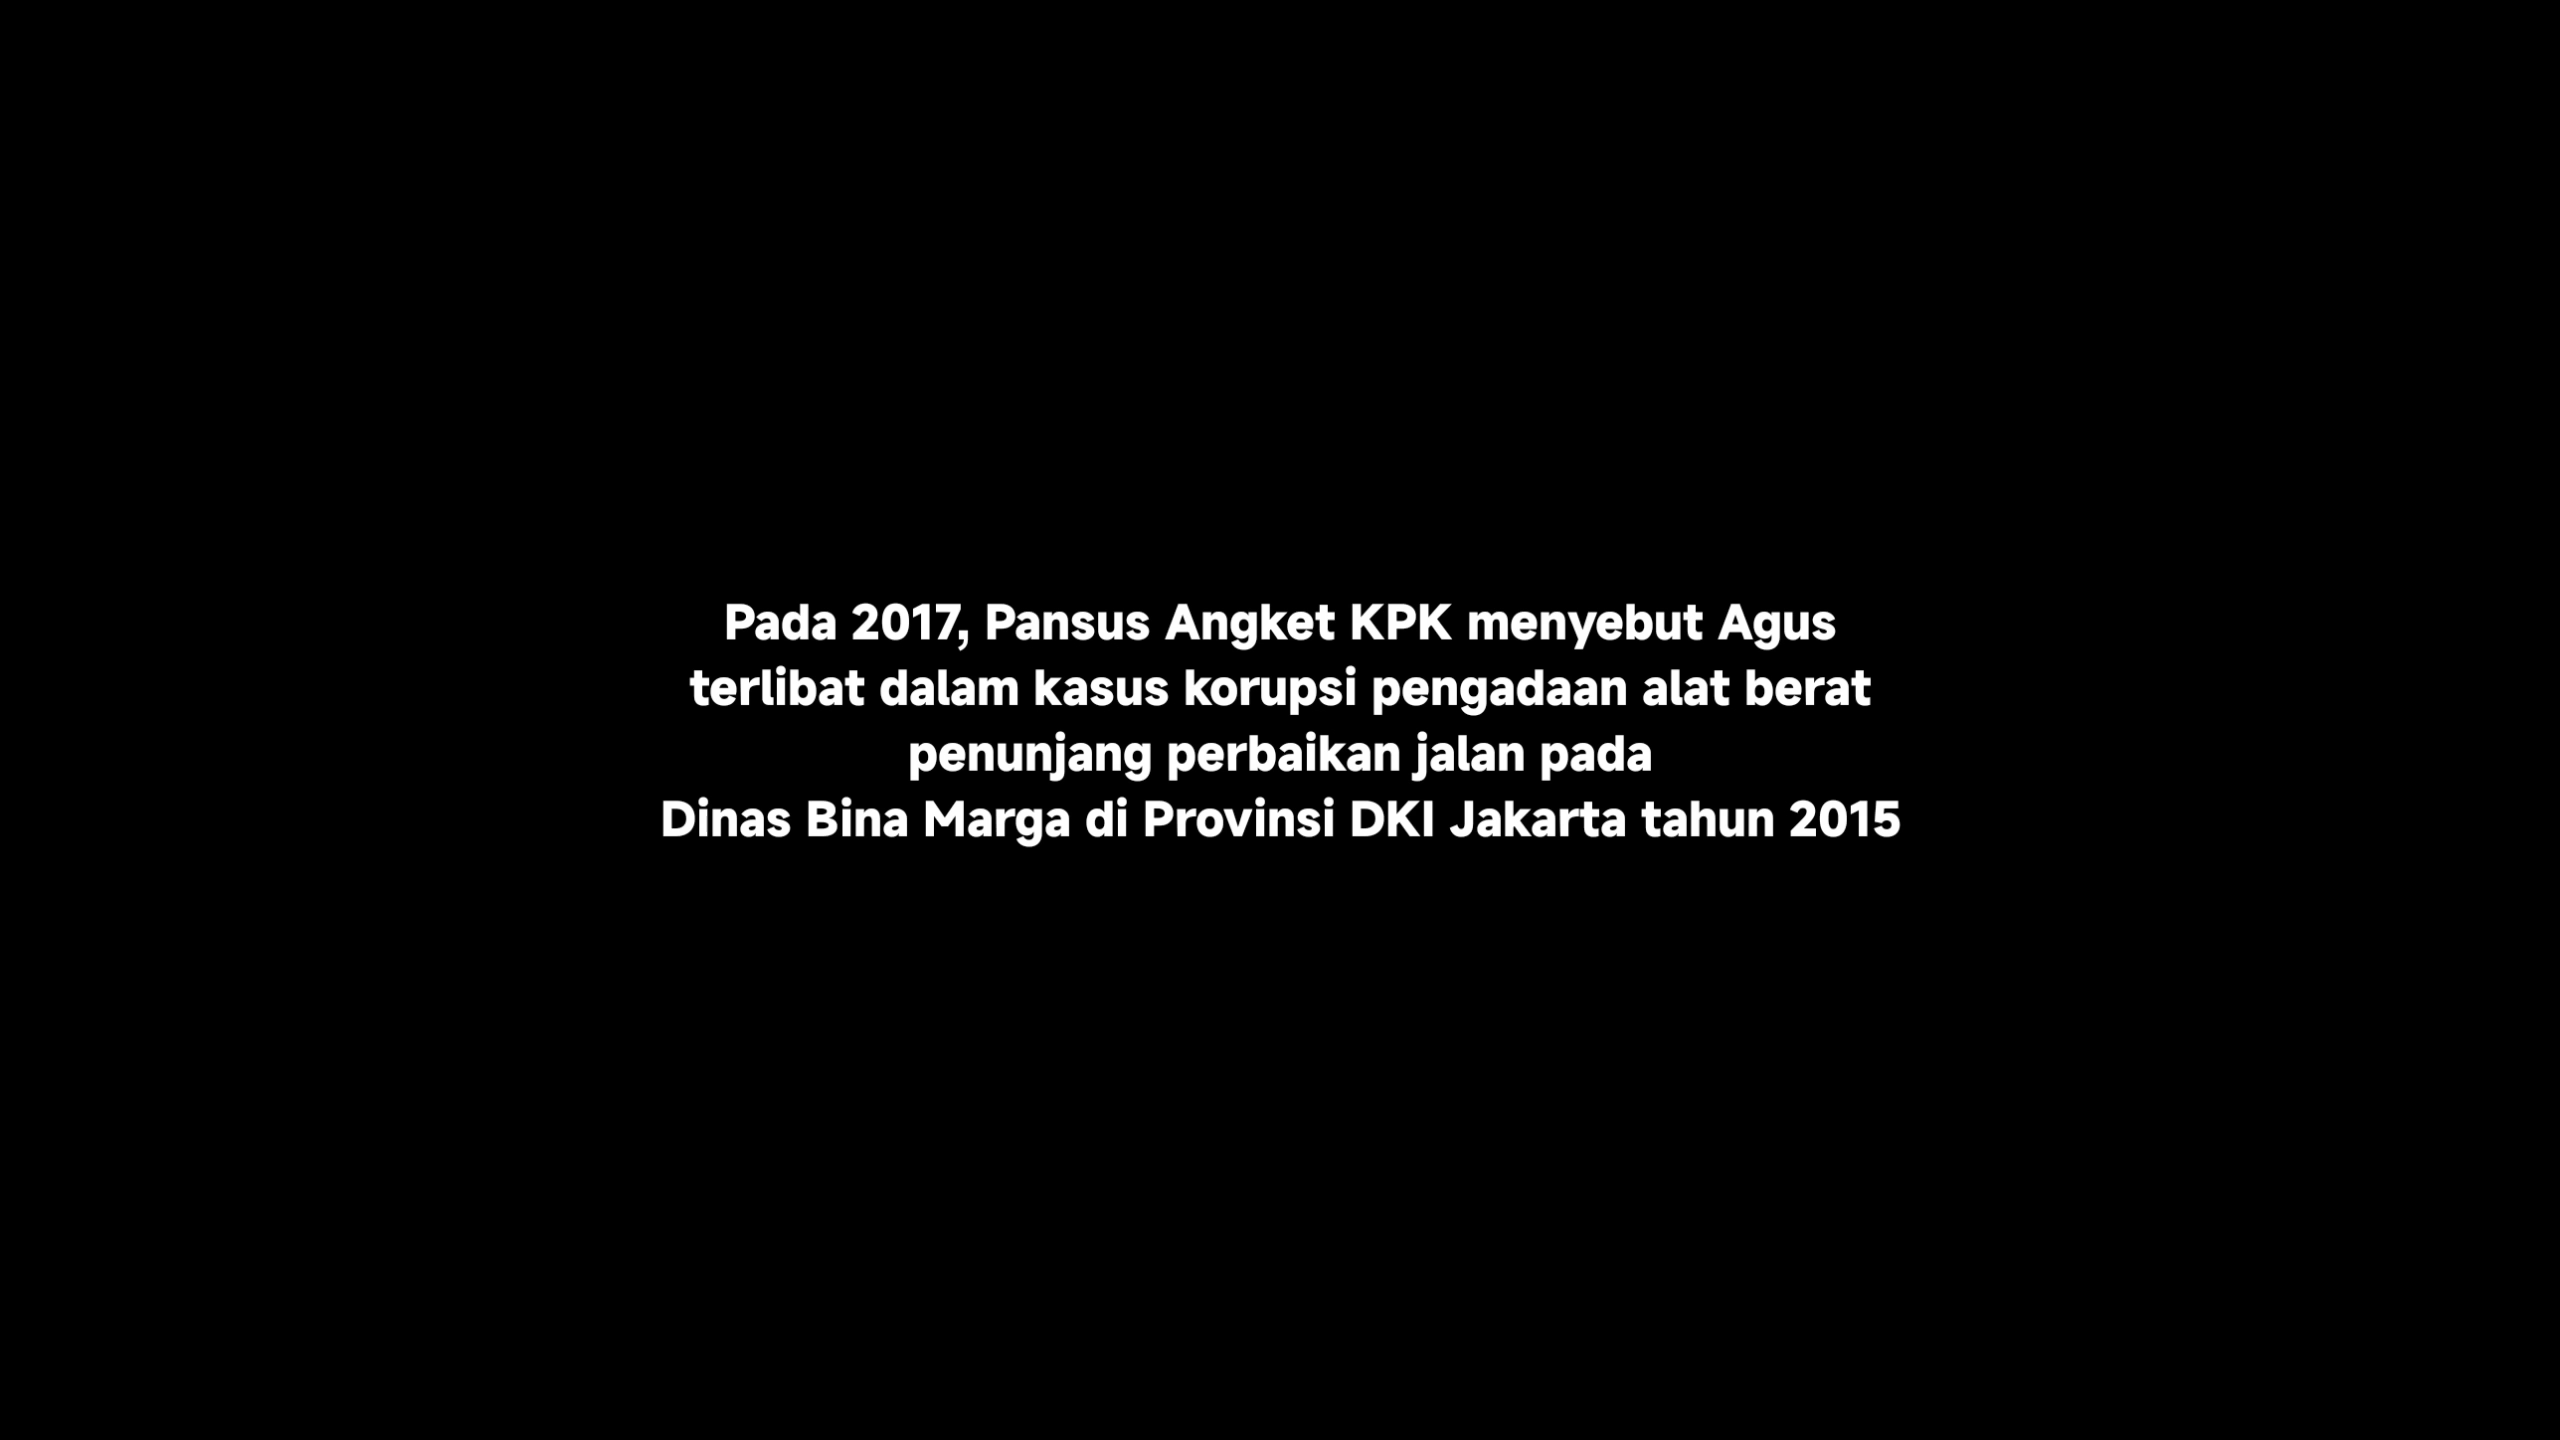 Pada 2017, Pansus Angket KPK menyebut Agus
terlibat dalam kasus korupsi pengadaan alat berat
penunjang perbaikan jalan pada
Dinas Bina Marga di Provinsi DKI Jakarta tahun 2015